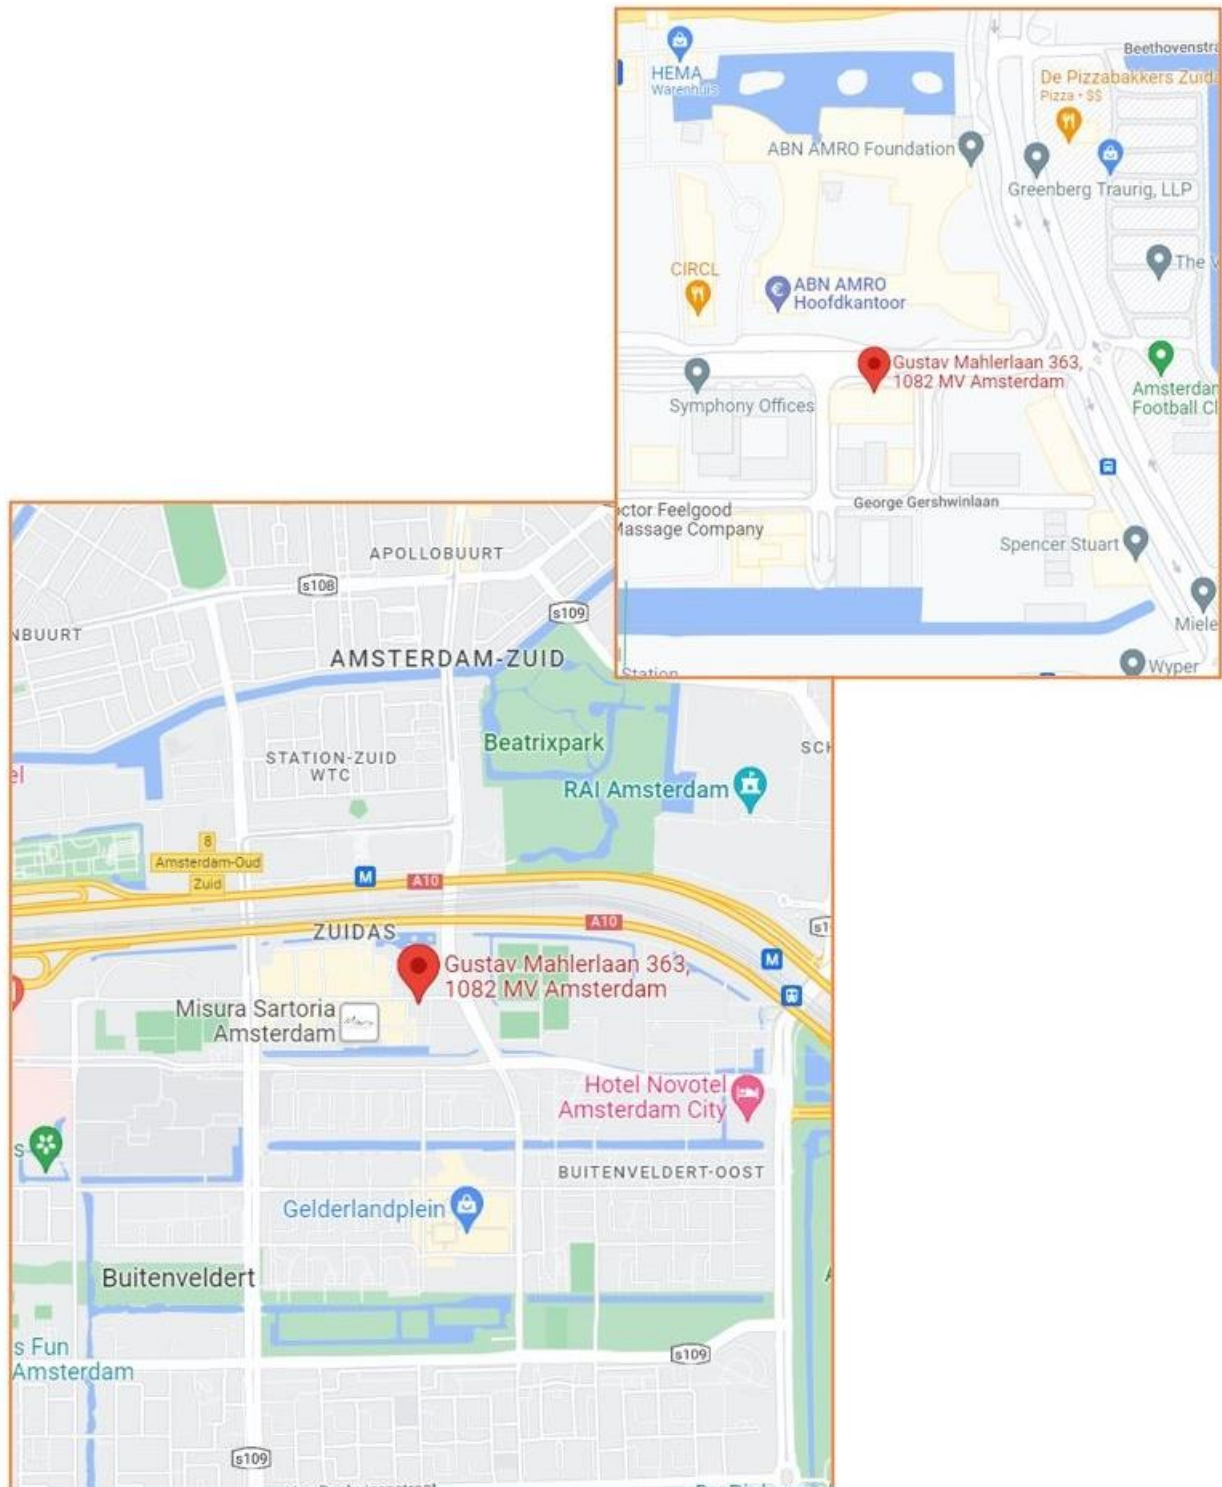 Beethovenstra
HEMA
Warenhuis
De Pizzabakkers Zuida
Pizza • $$
ABN AMRO Foundation
Greenberg Traurig, LLP
CIRCL
ABN AMRO
Hoofdkantoor
The V
Gustav Mahlerlaan 363,
1082 MV Amsterdam
Amsterdam
Football Cl
Symphony Offices
George Gershwinlaan
ctor Feelgood
Massage Company
Spencer Stuart
Miele
Wyper
Station
APOLLOBUURT
s108
s109
NBUURT
AMSTERDAM-ZUID
Beatrixpark
STATION-ZUID
WTC
SCH
el
RAI Amsterdam
8
Amsterdam-Oud
Zuid
M
A10
A10
s1
ZUIDAS
M
Gustav Mahlerlaan 363,
1082 MV Amsterdam
Misura Sartoria
Amsterdam
Hotel Novotel
Amsterdam City
s
BUITENVELDERT-OOST
Gelderlandplein
Buitenveldert
A
s Fun
Amsterdam
s109
s109